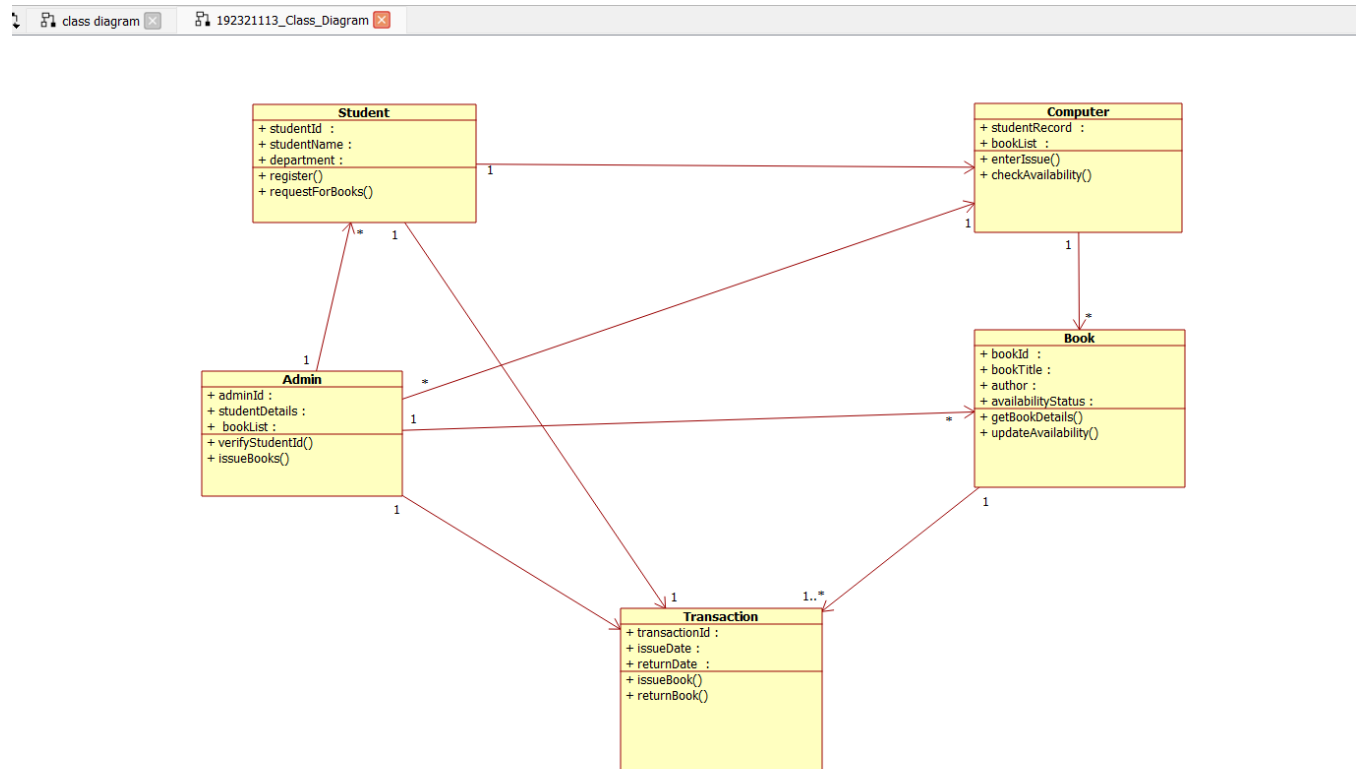 class diagram
192321113_Class_Diagram
Student
+ studentId :
+ studentName :
+ department :
+ register()
+ requestForBooks()
Computer
+ studentRecord :
+ bookList :
+ enterIssue()
+ checkAvailability()
1
1
*
1
1
*
1
*
1
*
1
*
Admin
+ adminId :
+ studentDetails :
+ bookList :
+ verifyStudentId()
+ issueBooks()
Book
+ bookId :
+ bookTitle :
+ author :
+ availabilityStatus :
+ getBookDetails()
+ updateAvailability()
1
1
1
1..*
Transaction
+ transactionId :
+ issueDate :
+ returnDate :
+ issueBook()
+ returnBook()